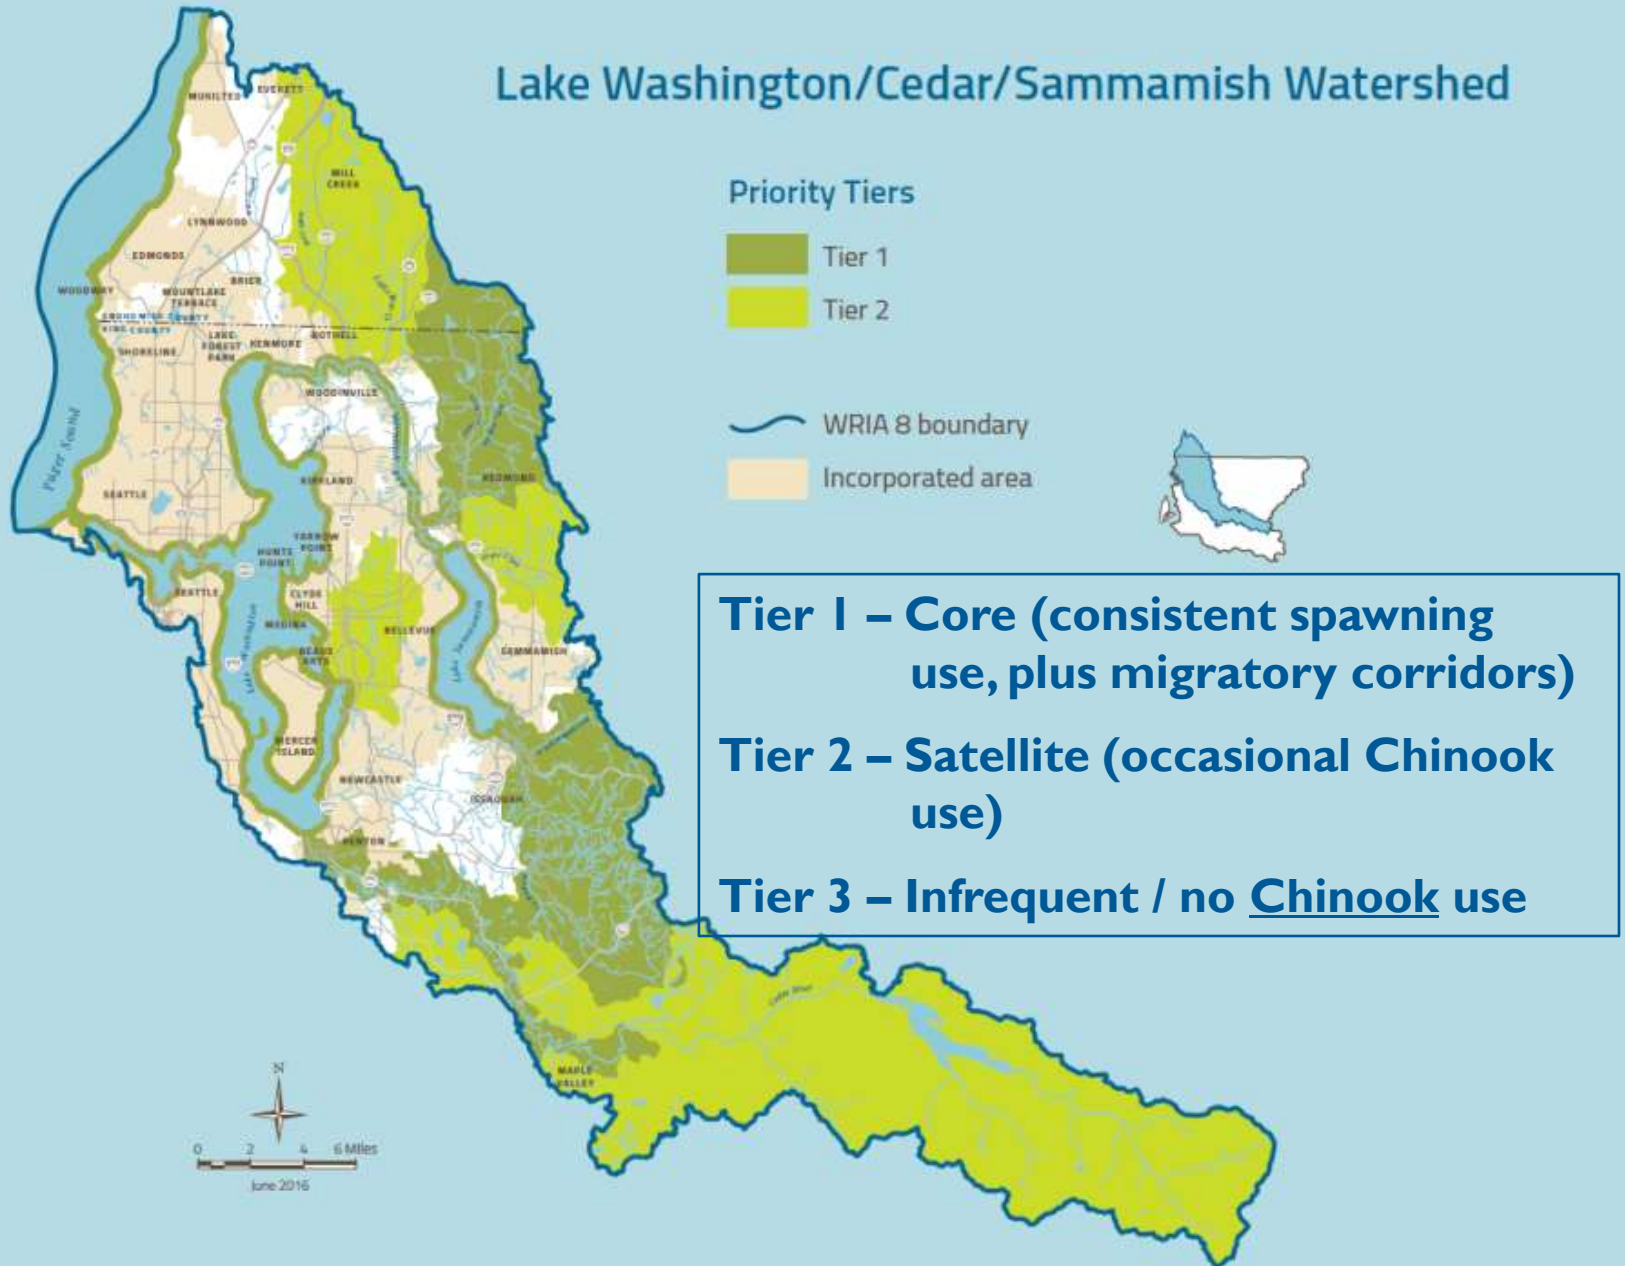 Lake Washington/Cedar/Sammamish Watershed
Priority Tiers
Tier 1
Tier 2
WRIA 8 boundary
Incorporated area
Tier 1 – Core (consistent spawning
use, plus migratory corridors)
Tier 2 – Satellite (occasional Chinook
use)
Tier 3 – Infrequent / no Chinook use
MUKILTEO
EVERETT
MILL
CREEK
LYNNWOOD
EDMONDS
BRIER
WOODWAY
MOUNTLAKE
TERRACE
SNOHOMISH COUNTY
KING COUNTY
SHORELINE
LAKE
FOREST
PARK
KENMORE
BOTHELL
WOODINVILLE
Puget Sound
SEATTLE
KIRKLAND
REDMOND
YARROW
POINT
HUNTS
POINT
SEATTLE
CLYDE
HILL
MEDINA
BELLEVUE
BEAUX
ARTS
SAMMAMISH
Lake Washington
Lake Sammamish
MERCER
ISLAND
NEWCASTLE
ISSAQUAH
RENTON
Cedar River
MAPLE
VALLEY
N
0 2 4 6 Miles
June 2016